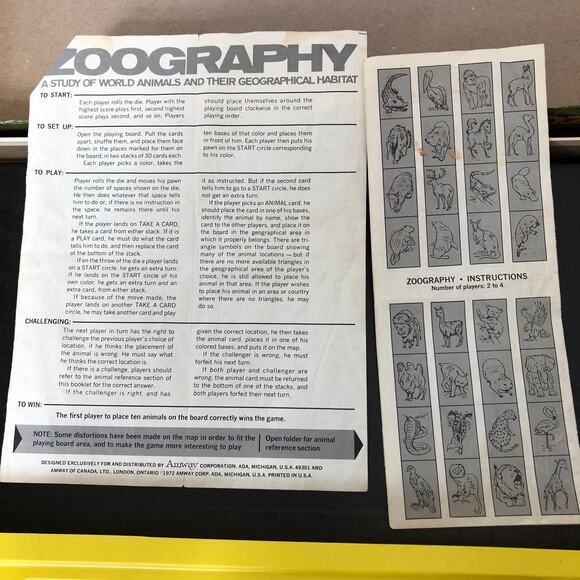 ZOOGRAPHY
A STUDY OF WORLD ANIMALS AND THEIR GEOGRAPHICAL HABITAT
TO START:
Each player rolls the die. Player with the
highest score plays first, second highest
score plays second, and so on. Players
should place themselves around the
playing board clockwise in the correct
playing order.
TO SET UP:
Open the playing board. Pull the cards
apart, shuffle them, and place them face
down in the places marked for them on
the board, in two stacks of 30 cards each.
Each player picks a color, takes the
ten bases of that color and places them
in front of him. Each player then puts his
pawn on the START circle corresponding
to his color.
TO PLAY:
Player rolls the die and moves his pawn
the number of spaces shown on the die.
He then does whatever that space tells
him to do or, if there is no instruction in
the space, he remains there until his
next turn.
If the player lands on TAKE A CARD,
he takes a card from either stack. If it is
a PLAY card, he must do what the card
tells him to do, and then replace the card
at the bottom of the stack.
If on the throw of the die a player lands
on a START circle, he gets an extra turn.
If he lands on the START circle of his
own color, he gets an extra turn and an
extra card, from either stack.
If because of the move made, the
player lands on another TAKE A CARD
circle, he may take another card and play
it as instructed. But if the second card
tells him to go to a START circle, he does
not get an extra turn.
If the player picks an ANIMAL card, he
should place the card in one of his bases,
identify the animal by name, show the
card to the other players, and place it on
the board in the geographical area in
which it properly belongs. There are tri-
angle symbols on the board showing
many of the animal locations — but if
there are no more available triangles in
the geographical area of the player's
choice, he is still allowed to place his
animal in that area. If the player wishes
to place his animal in an area or country
where there are no triangles, he may
do so.
CHALLENGING:
The next player in turn has the right to
challenge the previous player's choice of
location, if he thinks the placement of
the animal is wrong. He must say what
he thinks the correct location is.
If there is a challenge, players should
refer to the animal reference section of
this booklet for the correct answer.
If the challenger is right, and has
given the correct location, he then takes
the animal card, places it in one of his
colored bases, and puts it on the map.
If the challenger is wrong, he must
forfeit his next turn.
If both player and challenger are
wrong, the animal card must be returned
to the bottom of one of the stacks, and
both players forfeit their next turn.
TO WIN:
The first player to place ten animals on the board correctly wins the game.
NOTE: Some distortions have been made on the map in order to fit the
playing board area, and to make the game more interesting to play
Open folder for animal
reference section
DESIGNED EXCLUSIVELY FOR AND DISTRIBUTED BY Amway CORPORATION, ADA, MICHIGAN, U.S.A. 49301 AND
AMWAY OF CANADA, LTD., LONDON, ONTARIO ©1972 AMWAY CORP. ADA, MICHIGAN, U.S.A. PRINTED IN U.S.A.
ZOOGRAPHY • INSTRUCTIONS
Number of players: 2 to 4